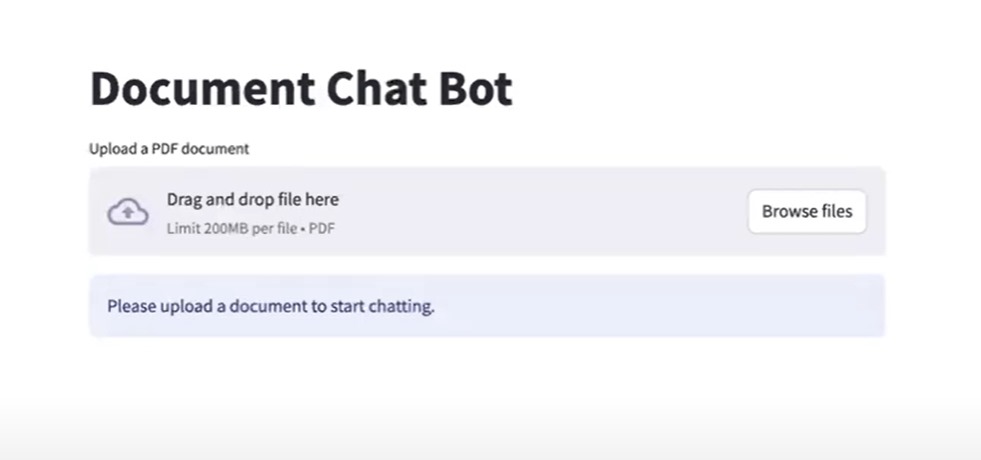 Document Chat Bot
Upload a PDF document
Drag and drop file here
Limit 200MB per file • PDF
Browse files
Please upload a document to start chatting.